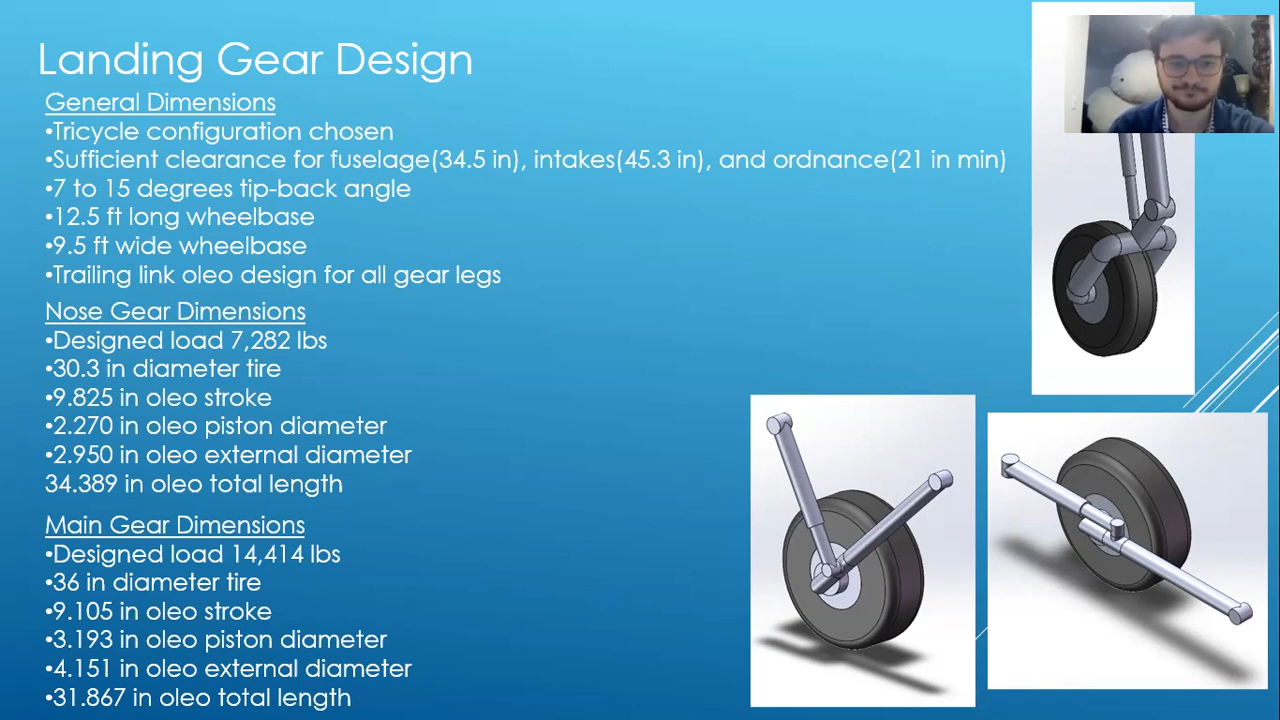 Landing Gear Design
General Dimensions
•Tricycle configuration chosen
•Sufficient clearance for fuselage(34.5 in), intakes(45.3 in), and ordnance(21 in min)
•7 to 15 degrees tip-back angle
•12.5 ft long wheelbase
•9.5 ft wide wheelbase
•Trailing link oleo design for all gear legs
Nose Gear Dimensions
•Designed load 7,282 lbs
•30.3 in diameter tire
•9.825 in oleo stroke
•2.270 in oleo piston diameter
•2.950 in oleo external diameter
34.389 in oleo total length
Main Gear Dimensions
•Designed load 14,414 lbs
•36 in diameter tire
•9.105 in oleo stroke
•3.193 in oleo piston diameter
•4.151 in oleo external diameter
•31.867 in oleo total length